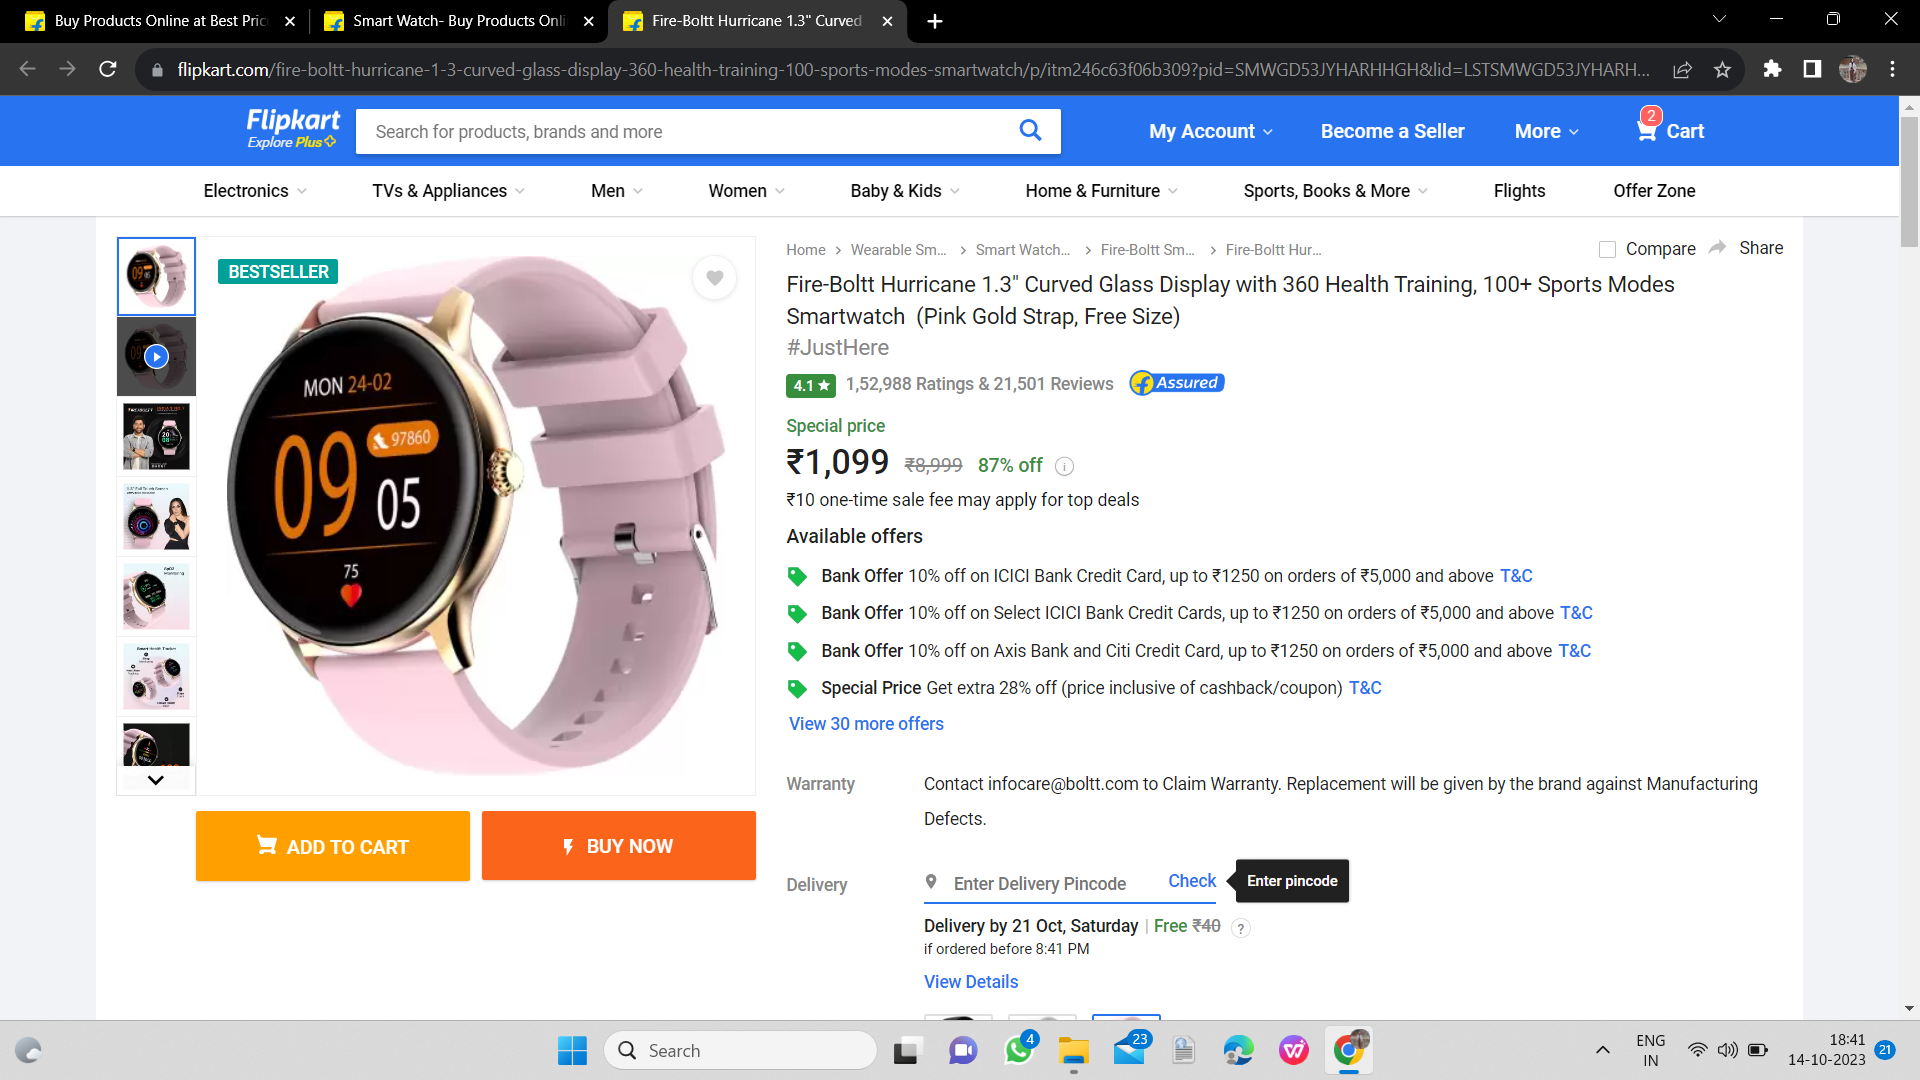 Buy Products Online at Best Pric
Smart Watch- Buy Products Onli
Fire-Boltt Hurricane 1.3" Curved
flipkart.com/fire-boltt-hurricane-1-3-curved-glass-display-360-health-training-100-sports-modes-smartwatch/p/itm246c63f06b309?pid=SMWGD53JYHARHHGH&lid=LSTSMWGD53JYHARH...
Flipkart
Explore Plus
Search for products, brands and more
My Account
Become a Seller
More
2
Cart
Electronics
TVs & Appliances
Men
Women
Baby & Kids
Home & Furniture
Sports, Books & More
Flights
Offer Zone
BESTSELLER
MON 24-02
97860
09
05
75
ADD TO CART
BUY NOW
Home
Wearable Sm...
Smart Watch...
Fire-Boltt Sm...
Fire-Boltt Hur...
Compare
Share
Fire-Boltt Hurricane 1.3" Curved Glass Display with 360 Health Training, 100+ Sports Modes
Smartwatch (Pink Gold Strap, Free Size)
#JustHere
4.1★
1,52,988 Ratings & 21,501 Reviews
Assured
Special price
₹1,099 ₹8,999 87% off i
₹10 one-time sale fee may apply for top deals
Available offers
Bank Offer 10% off on ICICI Bank Credit Card, up to ₹1250 on orders of ₹5,000 and above T&C
Bank Offer 10% off on Select ICICI Bank Credit Cards, up to ₹1250 on orders of ₹5,000 and above T&C
Bank Offer 10% off on Axis Bank and Citi Credit Card, up to ₹1250 on orders of ₹5,000 and above T&C
Special Price Get extra 28% off (price inclusive of cashback/coupon) T&C
View 30 more offers
Warranty
Contact infocare@boltt.com to Claim Warranty. Replacement will be given by the brand against Manufacturing
Defects.
Delivery
Enter Delivery Pincode
Check
Enter pincode
Delivery by 21 Oct, Saturday | Free ₹40 ?
if ordered before 8:41 PM
View Details
Search
4
23
ENG
IN
18:41
14-10-2023
21